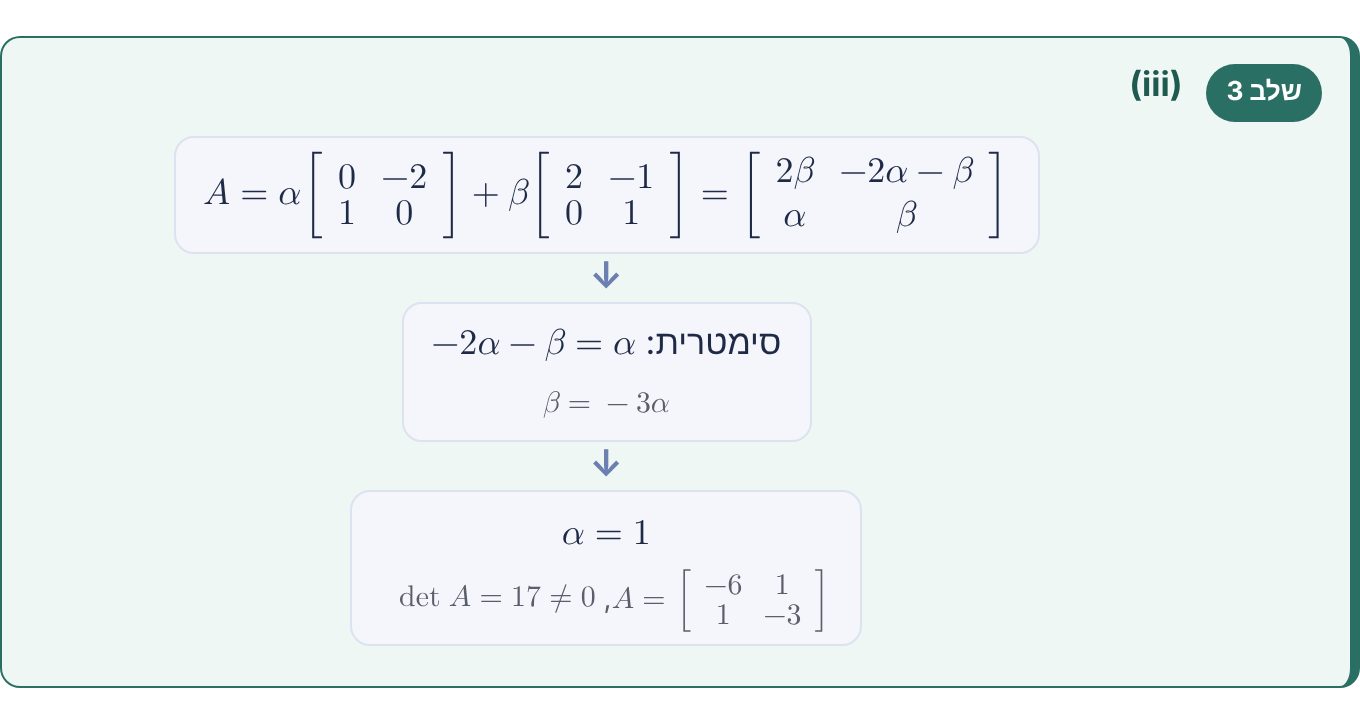 שלב 3 (iii)
A = α[ 0 −2 ; 1 0 ] + β[ 2 −1 ; 0 1 ] = [ 2β −2α − β ; α β ]
↓
סימטרית: −2α − β = α
β = −3α
↓
α = 1
det A = 17 ≠ 0 ,A = [ −6 1 ; 1 −3 ]